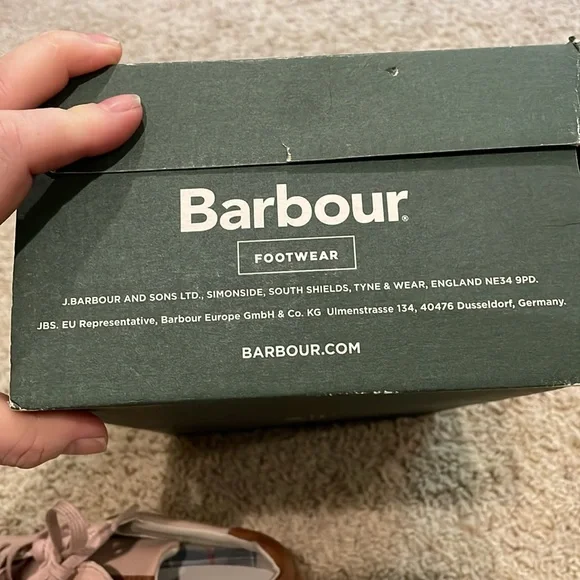 Barbour®
FOOTWEAR
J.BARBOUR AND SONS LTD., SIMONSIDE, SOUTH SHIELDS, TYNE & WEAR, ENGLAND NE34 9PD.
JBS. EU Representative, Barbour Europe GmbH & Co. KG Ulmenstrasse 134, 40476 Dusseldorf, Germany.
BARBOUR.COM